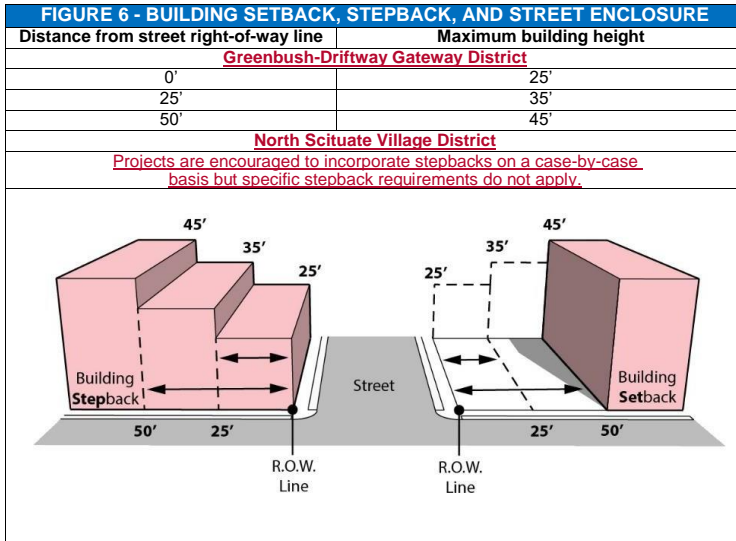 FIGURE 6 - BUILDING SETBACK, STEPBACK, AND STREET ENCLOSURE
Distance from street right-of-way line Maximum building height
Greenbush-Driftway Gateway District
0’ 25’
25’ 35’
50’ 45’
North Scituate Village District
Projects are encouraged to incorporate stepbacks on a case-by-case
basis but specific stepback requirements do not apply.
45’ 45’
35’ 35’
25’ 25’
Building Stepback
Street
Building Setback
50’ 25’ 25’ 50’
R.O.W. Line
R.O.W. Line